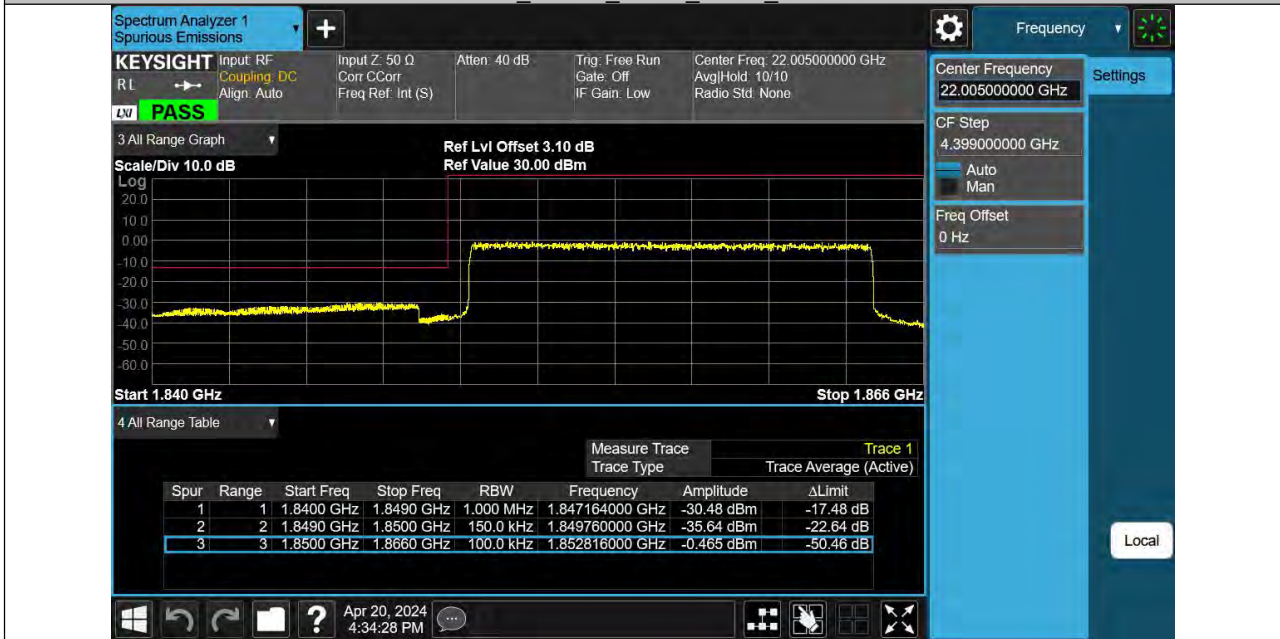 Spectrum Analyzer 1
Spurious Emissions
+
Frequency
KEYSIGHT
R L
LXI
PASS
Input: RF
Coupling: DC
Align: Auto
Input Z: 50 Ω
Corr CCorr
Freq Ref: Int (S)
Atten: 40 dB
Trig: Free Run
Gate: Off
IF Gain: Low
Center Freq: 22.005000000 GHz
Avg|Hold: 10/10
Radio Std: None
Center Frequency
22.005000000 GHz
Settings
CF Step
4.399000000 GHz
Auto
Man
Freq Offset
0 Hz
3 All Range Graph
Scale/Div 10.0 dB
Ref Lvl Offset 3.10 dB
Ref Value 30.00 dBm
Log
20.0
10.0
0.00
-10.0
-20.0
-30.0
-40.0
-50.0
-60.0
Start 1.840 GHz Stop 1.866 GHz
4 All Range Table
Measure Trace Trace 1
Trace Type Trace Average (Active)
Spur Range Start Freq Stop Freq RBW Frequency Amplitude ∆Limit
1 1 1.8400 GHz 1.8490 GHz 1.000 MHz 1.847164000 GHz -30.48 dBm -17.48 dB
2 2 1.8490 GHz 1.8500 GHz 150.0 kHz 1.849760000 GHz -35.64 dBm -22.64 dB
3 3 1.8500 GHz 1.8660 GHz 100.0 kHz 1.852816000 GHz -0.465 dBm -50.46 dB
Local
?
Apr 20, 2024
4:34:28 PM